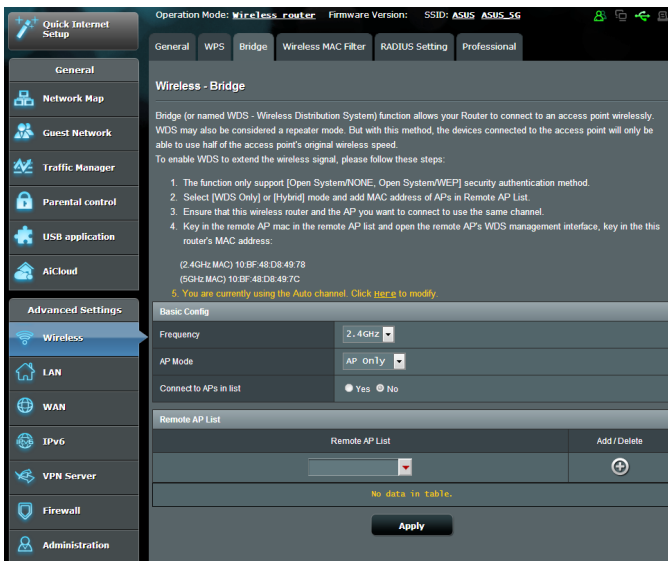 Quick Internet
Setup
Operation Mode: Wireless router Firmware Version: SSID: ASUS ASUS_5G
General WPS Bridge Wireless MAC Filter RADIUS Setting Professional
General
Network Map
Guest Network
Traffic Manager
Parental control
USB application
AiCloud
Advanced Settings
Wireless
LAN
WAN
IPv6
VPN Server
Firewall
Administration
Wireless - Bridge
Bridge (or named WDS - Wireless Distribution System) function allows your Router to connect to an access point wirelessly.
WDS may also be considered a repeater mode. But with this method, the devices connected to the access point will only be
able to use half of the access point's original wireless speed.
To enable WDS to extend the wireless signal, please follow these steps:
1. The function only support [Open System/NONE, Open System/WEP] security authentication method.
2. Select [WDS Only] or [Hybrid] mode and add MAC address of APs in Remote AP List.
3. Ensure that this wireless router and the AP you want to connect to use the same channel.
4. Key in the remote AP mac in the remote AP list and open the remote AP's WDS management interface, key in the this
router's MAC address:
(2.4GHz MAC) 10:BF:48:D8:49:78
(5GHz MAC) 10:BF:48:D8:49:7C
5. You are currently using the Auto channel. Click Here to modify.
Basic Config
Frequency 2.4GHz
AP Mode AP Only
Connect to APs in list Yes No
Remote AP List
Remote AP List Add / Delete
No data in table.
Apply